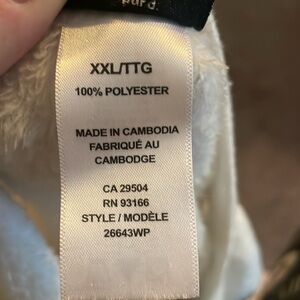 XXL/TTG
100% POLYESTER
MADE IN CAMBODIA
FABRIQUÉ AU
CAMBODGE
CA 29504
RN 93166
STYLE / MODÈLE
26643WP